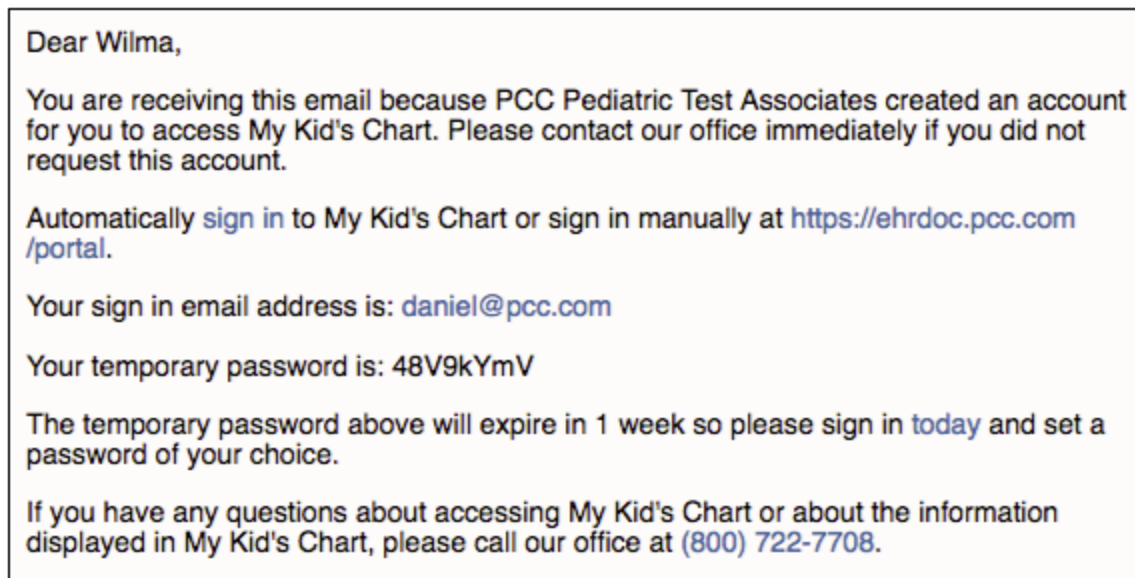 Dear Wilma,
You are receiving this email because PCC Pediatric Test Associates created an account
for you to access My Kid's Chart. Please contact our office immediately if you did not
request this account.
Automatically sign in to My Kid's Chart or sign in manually at https://ehrdoc.pcc.com
/portal.
Your sign in email address is: daniel@pcc.com
Your temporary password is: 48V9kYmV
The temporary password above will expire in 1 week so please sign in today and set a
password of your choice.
If you have any questions about accessing My Kid's Chart or about the information
displayed in My Kid's Chart, please call our office at (800) 722-7708.